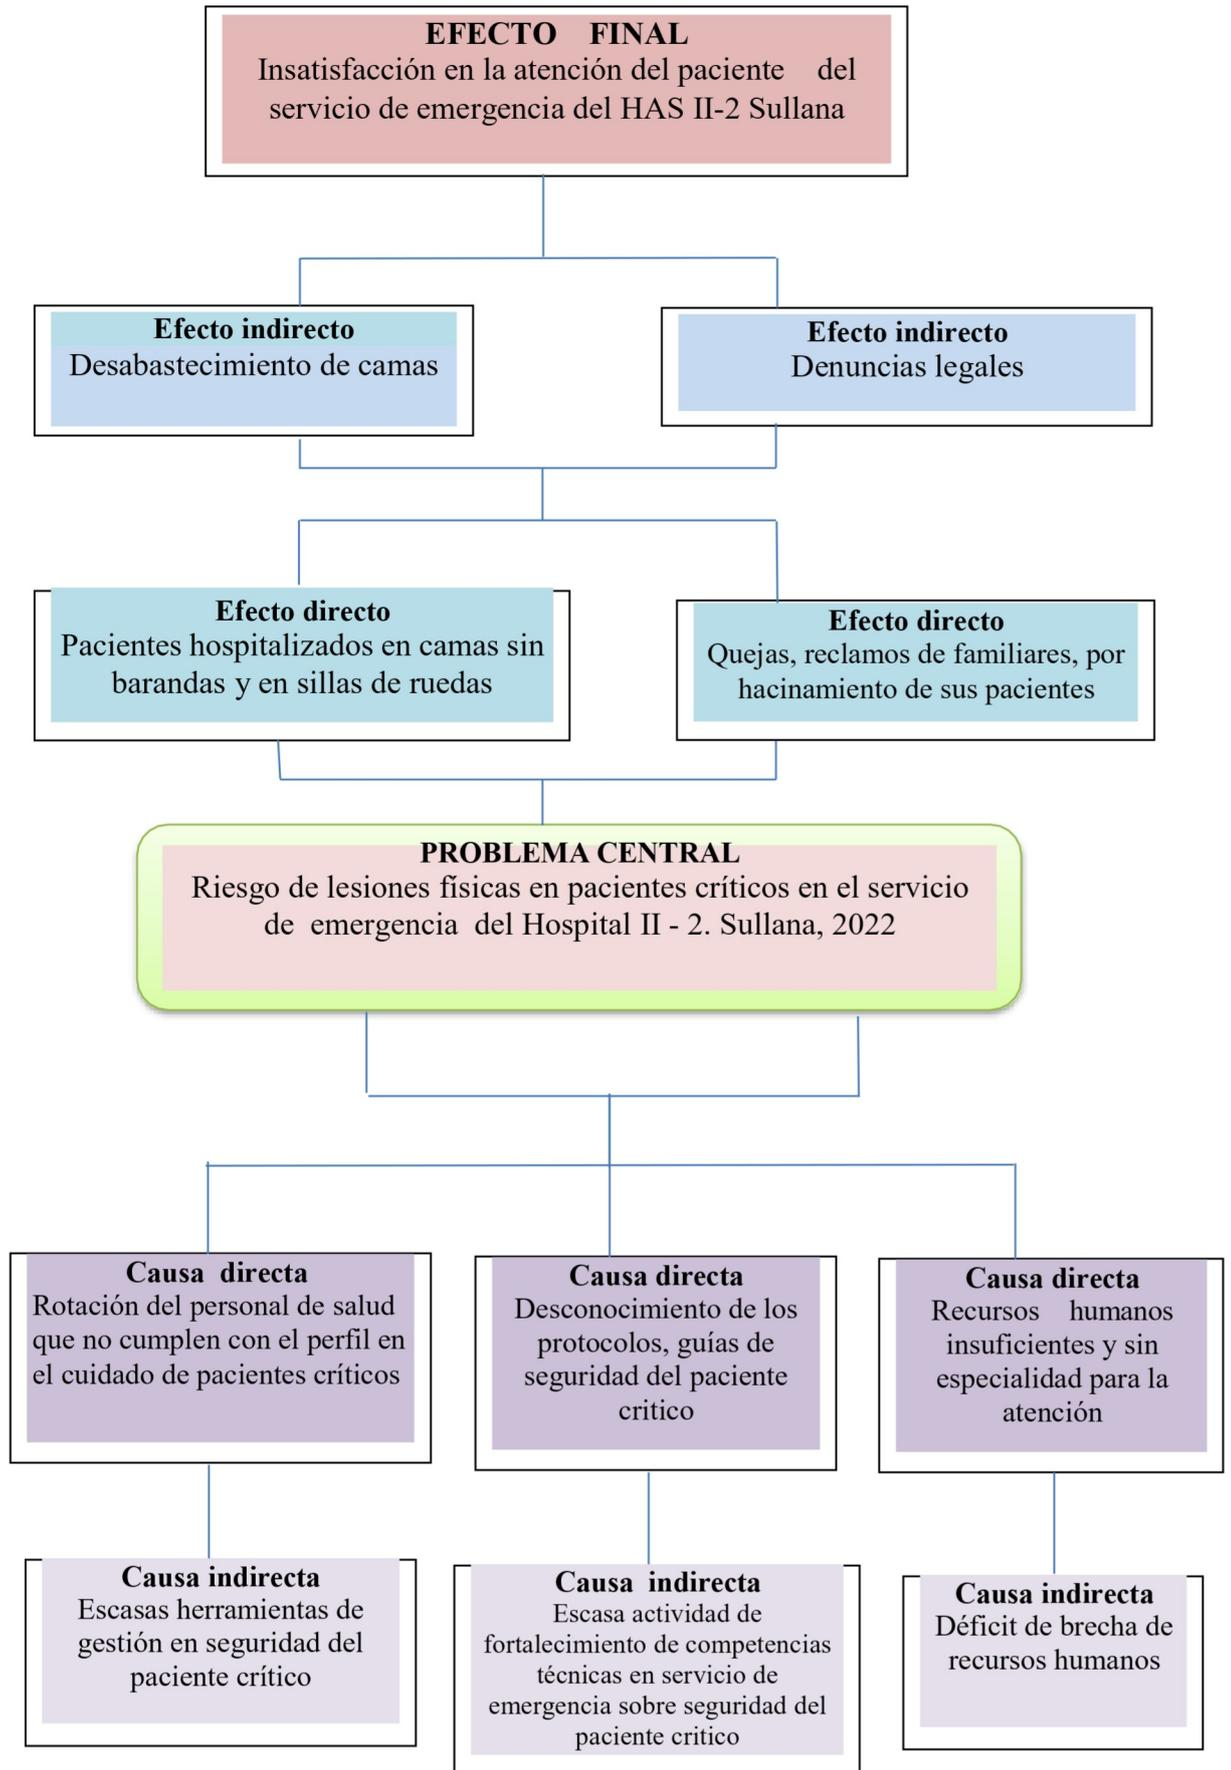 EFECTO FINAL
Insatisfacción en la atención del paciente del
servicio de emergencia del HAS II-2 Sullana
Efecto indirecto
Desabastecimiento de camas
Efecto indirecto
Denuncias legales
Efecto directo
Pacientes hospitalizados en camas sin
barandas y en sillas de ruedas
Efecto directo
Quejas, reclamos de familiares, por
hacinamiento de sus pacientes
PROBLEMA CENTRAL
Riesgo de lesiones físicas en pacientes críticos en el servicio
de emergencia del Hospital II - 2. Sullana, 2022
Causa directa
Rotación del personal de salud
que no cumplen con el perfil en
el cuidado de pacientes críticos
Causa directa
Desconocimiento de los
protocolos, guías de
seguridad del paciente
critico
Causa directa
Recursos humanos
insuficientes y sin
especialidad para la
atención
Causa indirecta
Escasas herramientas de
gestión en seguridad del
paciente crítico
Causa indirecta
Escasa actividad de
fortalecimiento de competencias
técnicas en servicio de
emergencia sobre seguridad del
paciente critico
Causa indirecta
Déficit de brecha de
recursos humanos